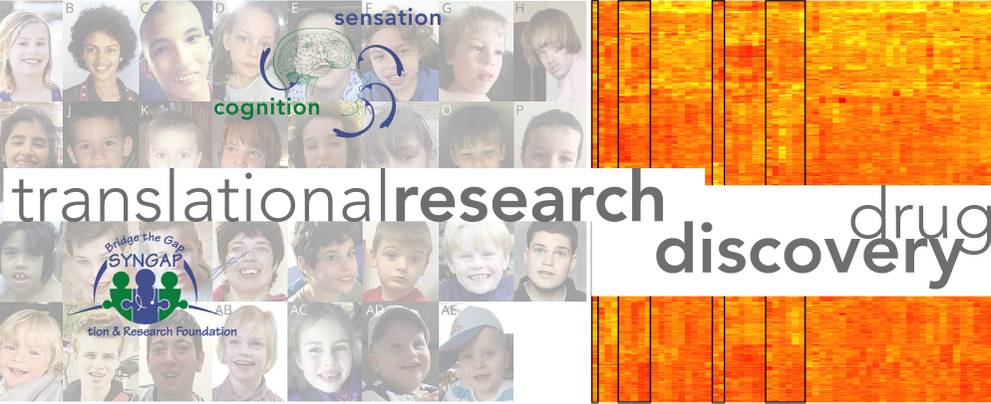 B
C
D
E
F
G
H
sensation
cognition
J
K
O
P
translationalresearch
drug
discovery
Bridge the Gap
SYNGAP
tion & Research Foundation
AB
AC
AD
AE